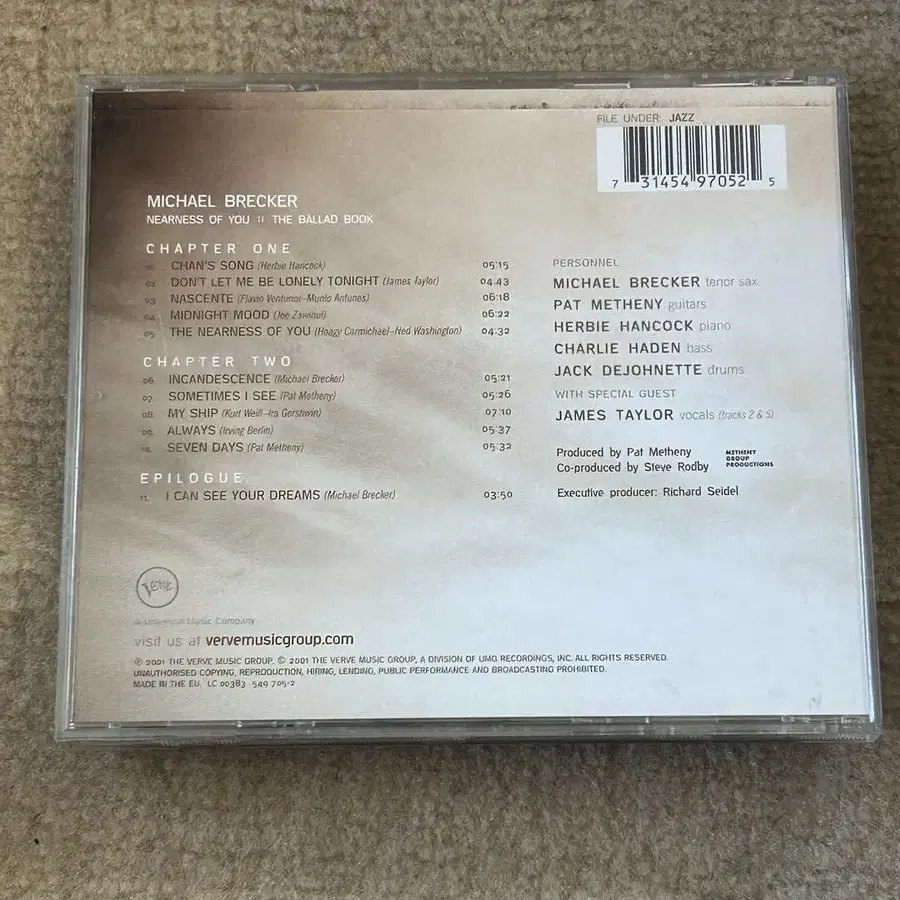 FILE UNDER: JAZZ
7 31454 97052 5
MICHAEL BRECKER
NEARNESS OF YOU :: THE BALLAD BOOK
CHAPTER ONE
CHAN'S SONG (Herbie Hancock) 05:15
02. DON'T LET ME BE LONELY TONIGHT (James Taylor) 04:43
03. NASCENTE (Flavio Venturini–Murilo Antunes) 06:18
04. MIDNIGHT MOOD (Joe Zawinul) 06:22
05. THE NEARNESS OF YOU (Hoagy Carmichael–Ned Washington) 04:32
CHAPTER TWO
06. INCANDESCENCE (Michael Brecker) 05:21
07. SOMETIMES I SEE (Pat Metheny) 05:26
08. MY SHIP (Kurt Weill–Ira Gershwin) 07:10
09. ALWAYS (Irving Berlin) 05:37
10. SEVEN DAYS (Pat Metheny) 05:32
EPILOGUE
11. I CAN SEE YOUR DREAMS (Michael Brecker) 03:50
PERSONNEL
MICHAEL BRECKER tenor sax
PAT METHENY guitars
HERBIE HANCOCK piano
CHARLIE HADEN bass
JACK DEJOHNETTE drums
WITH SPECIAL GUEST
JAMES TAYLOR vocals (tracks 2 & 5)
Produced by Pat Metheny
Co-produced by Steve Rodby
METHENY
GROUP
PRODUCTIONS
Executive producer: Richard Seidel
VERVE
A Universal Music Company
visit us at vervemusicgroup.com
℗ 2001 THE VERVE MUSIC GROUP. © 2001 THE VERVE MUSIC GROUP, A DIVISION OF UMG RECORDINGS, INC. ALL RIGHTS RESERVED.
UNAUTHORISED COPYING, REPRODUCTION, HIRING, LENDING, PUBLIC PERFORMANCE AND BROADCASTING PROHIBITED.
MADE IN THE EU. LC 00383 549 705-2